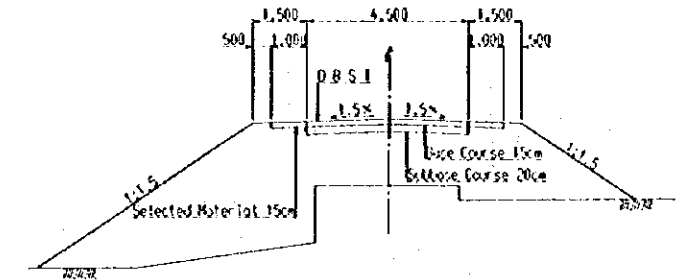 1,500 4,500 1,500
500 1,000 1,000 500
D B S T
1.5% 1.5%
1:1.5 1:1.5
Base Course 15cm
Subbase Course 20cm
Selected Material 15cm